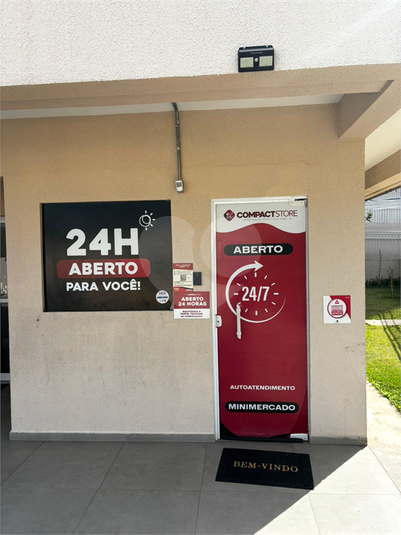 24H
ABERTO
PARA VOCÊ!
ABERTO
24 HORAS
COMPACTSTORE
ABERTO
24/7
AUTOATENDIMENTO
MINIMERCADO
BEM-VINDO